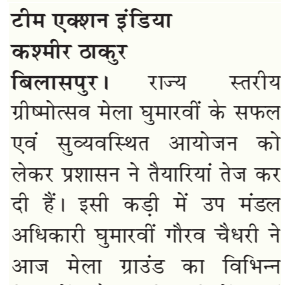 टीम एक्शन इंडिया
कश्मीर ठाकुर
बिलासपुर। राज्य स्तरीय
ग्रीष्मोत्सव मेला घुमारवीं के सफल
एवं सुव्यवस्थित आयोजन को
लेकर प्रशासन ने तैयारियां तेज कर
दी हैं। इसी कड़ी में उप मंडल
अधिकारी घुमारवीं गौरव चैधरी ने
आज मेला ग्राउंड का विभिन्न